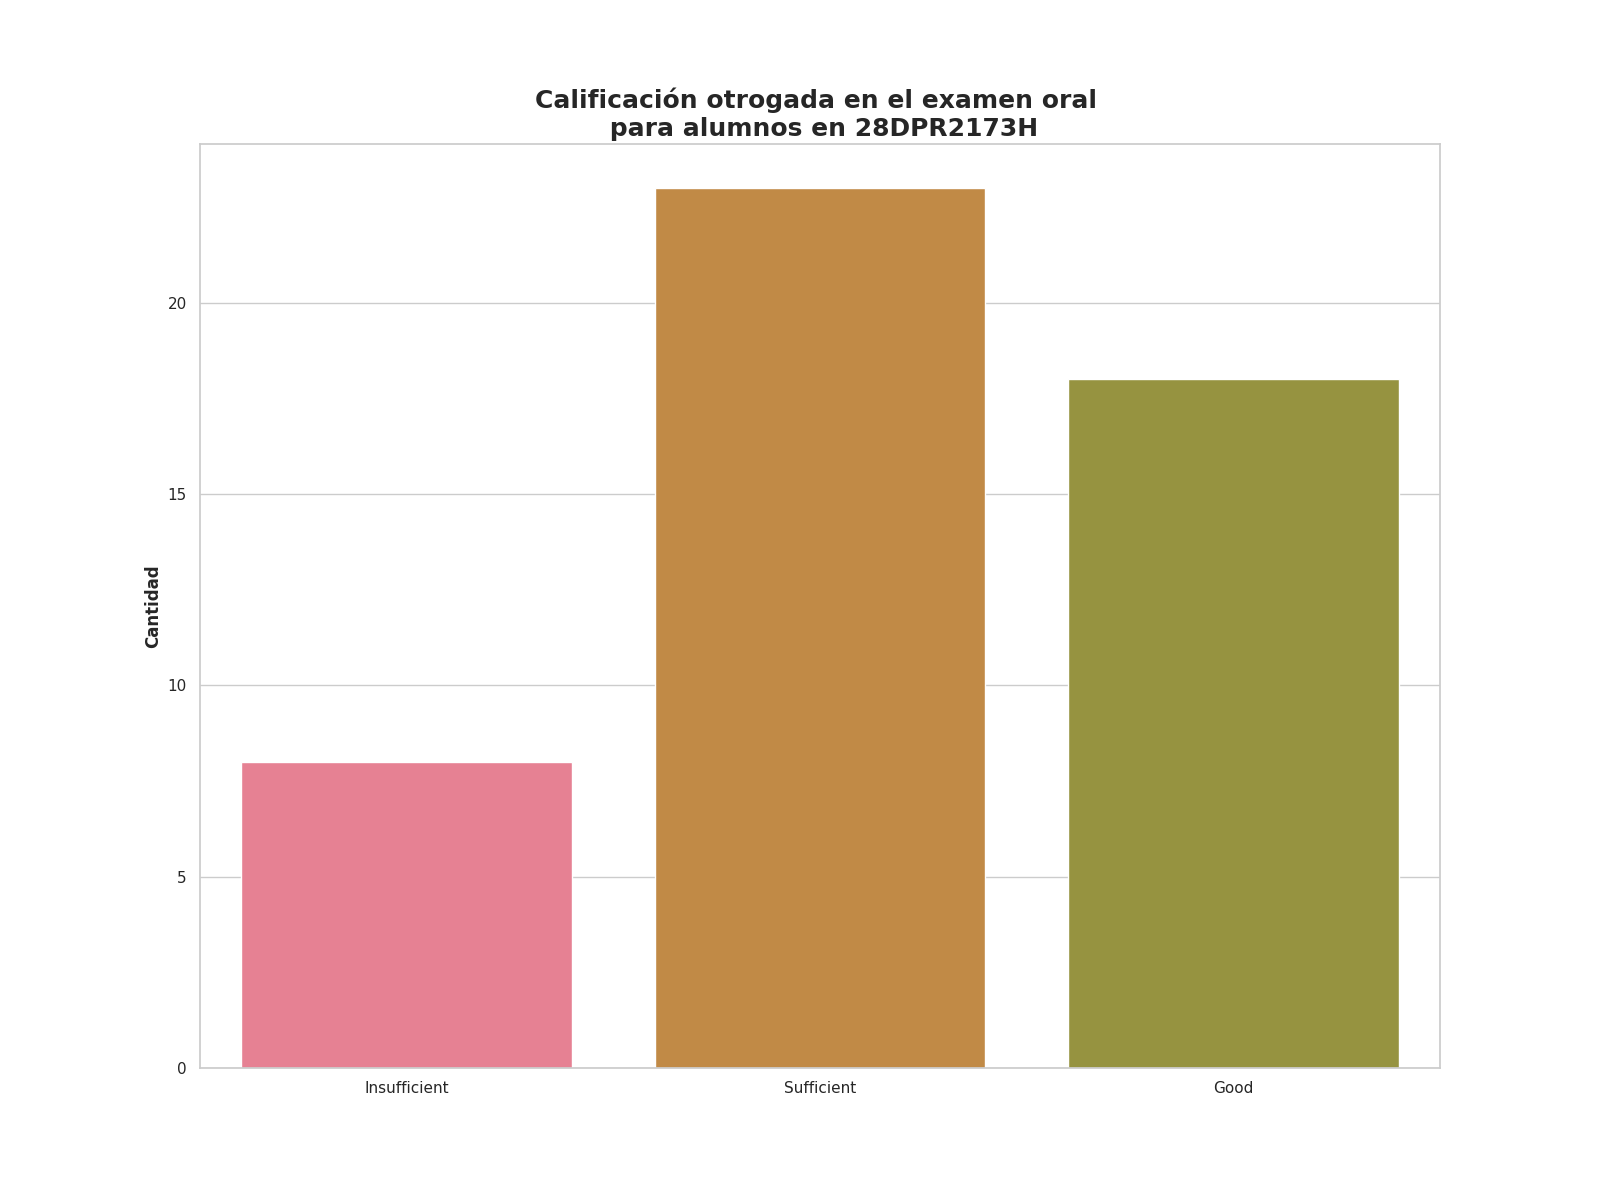 Calificación otrogada en el examen oral
para alumnos en 28DPR2173H
Cantidad
20
15
10
5
0
Insufficient
Sufficient
Good